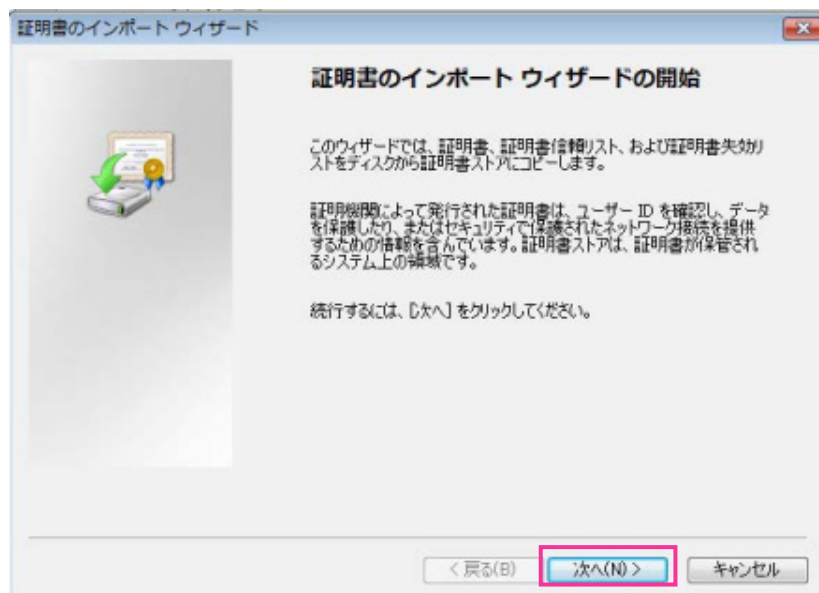 証明書のインポート ウィザード
証明書のインポート ウィザードの開始
このウィザードでは、証明書、証明書信頼リスト、および証明書失効リ
ストをディスクから証明書ストアにコピーします。
証明機関によって発行された証明書は、ユーザー ID を確認し、データ
を保護したり、またはセキュリティで保護されたネットワーク接続を提供
するための情報を含んでいます。証明書ストアは、証明書が保管され
るシステム上の領域です。
続行するには、[次へ] をクリックしてください。
< 戻る(B) 次へ(N) > キャンセル